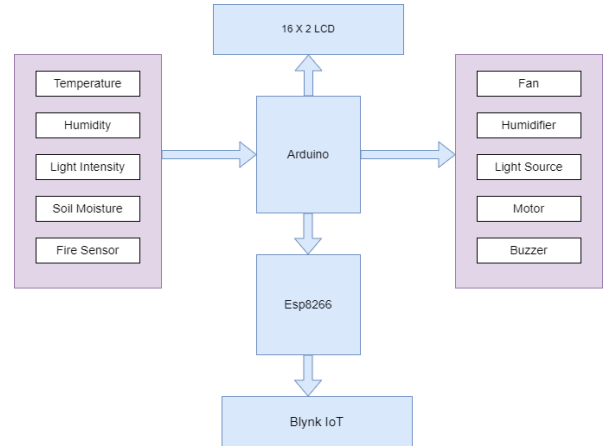 16 X 2 LCD
Temperature
Humidity
Light Intensity
Soil Moisture
Fire Sensor
Arduino
Fan
Humidifier
Light Source
Motor
Buzzer
Esp8266
Blynk IoT